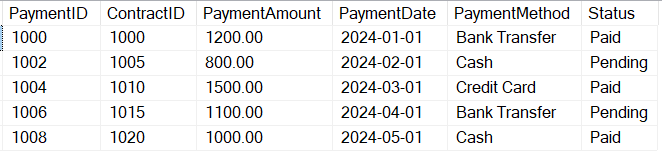 PaymentID ContractID PaymentAmount PaymentDate PaymentMethod Status
1000 1000 1200.00 2024-01-01 Bank Transfer Paid
1002 1005 800.00 2024-02-01 Cash Pending
1004 1010 1500.00 2024-03-01 Credit Card Paid
1006 1015 1100.00 2024-04-01 Bank Transfer Pending
1008 1020 1000.00 2024-05-01 Cash Paid